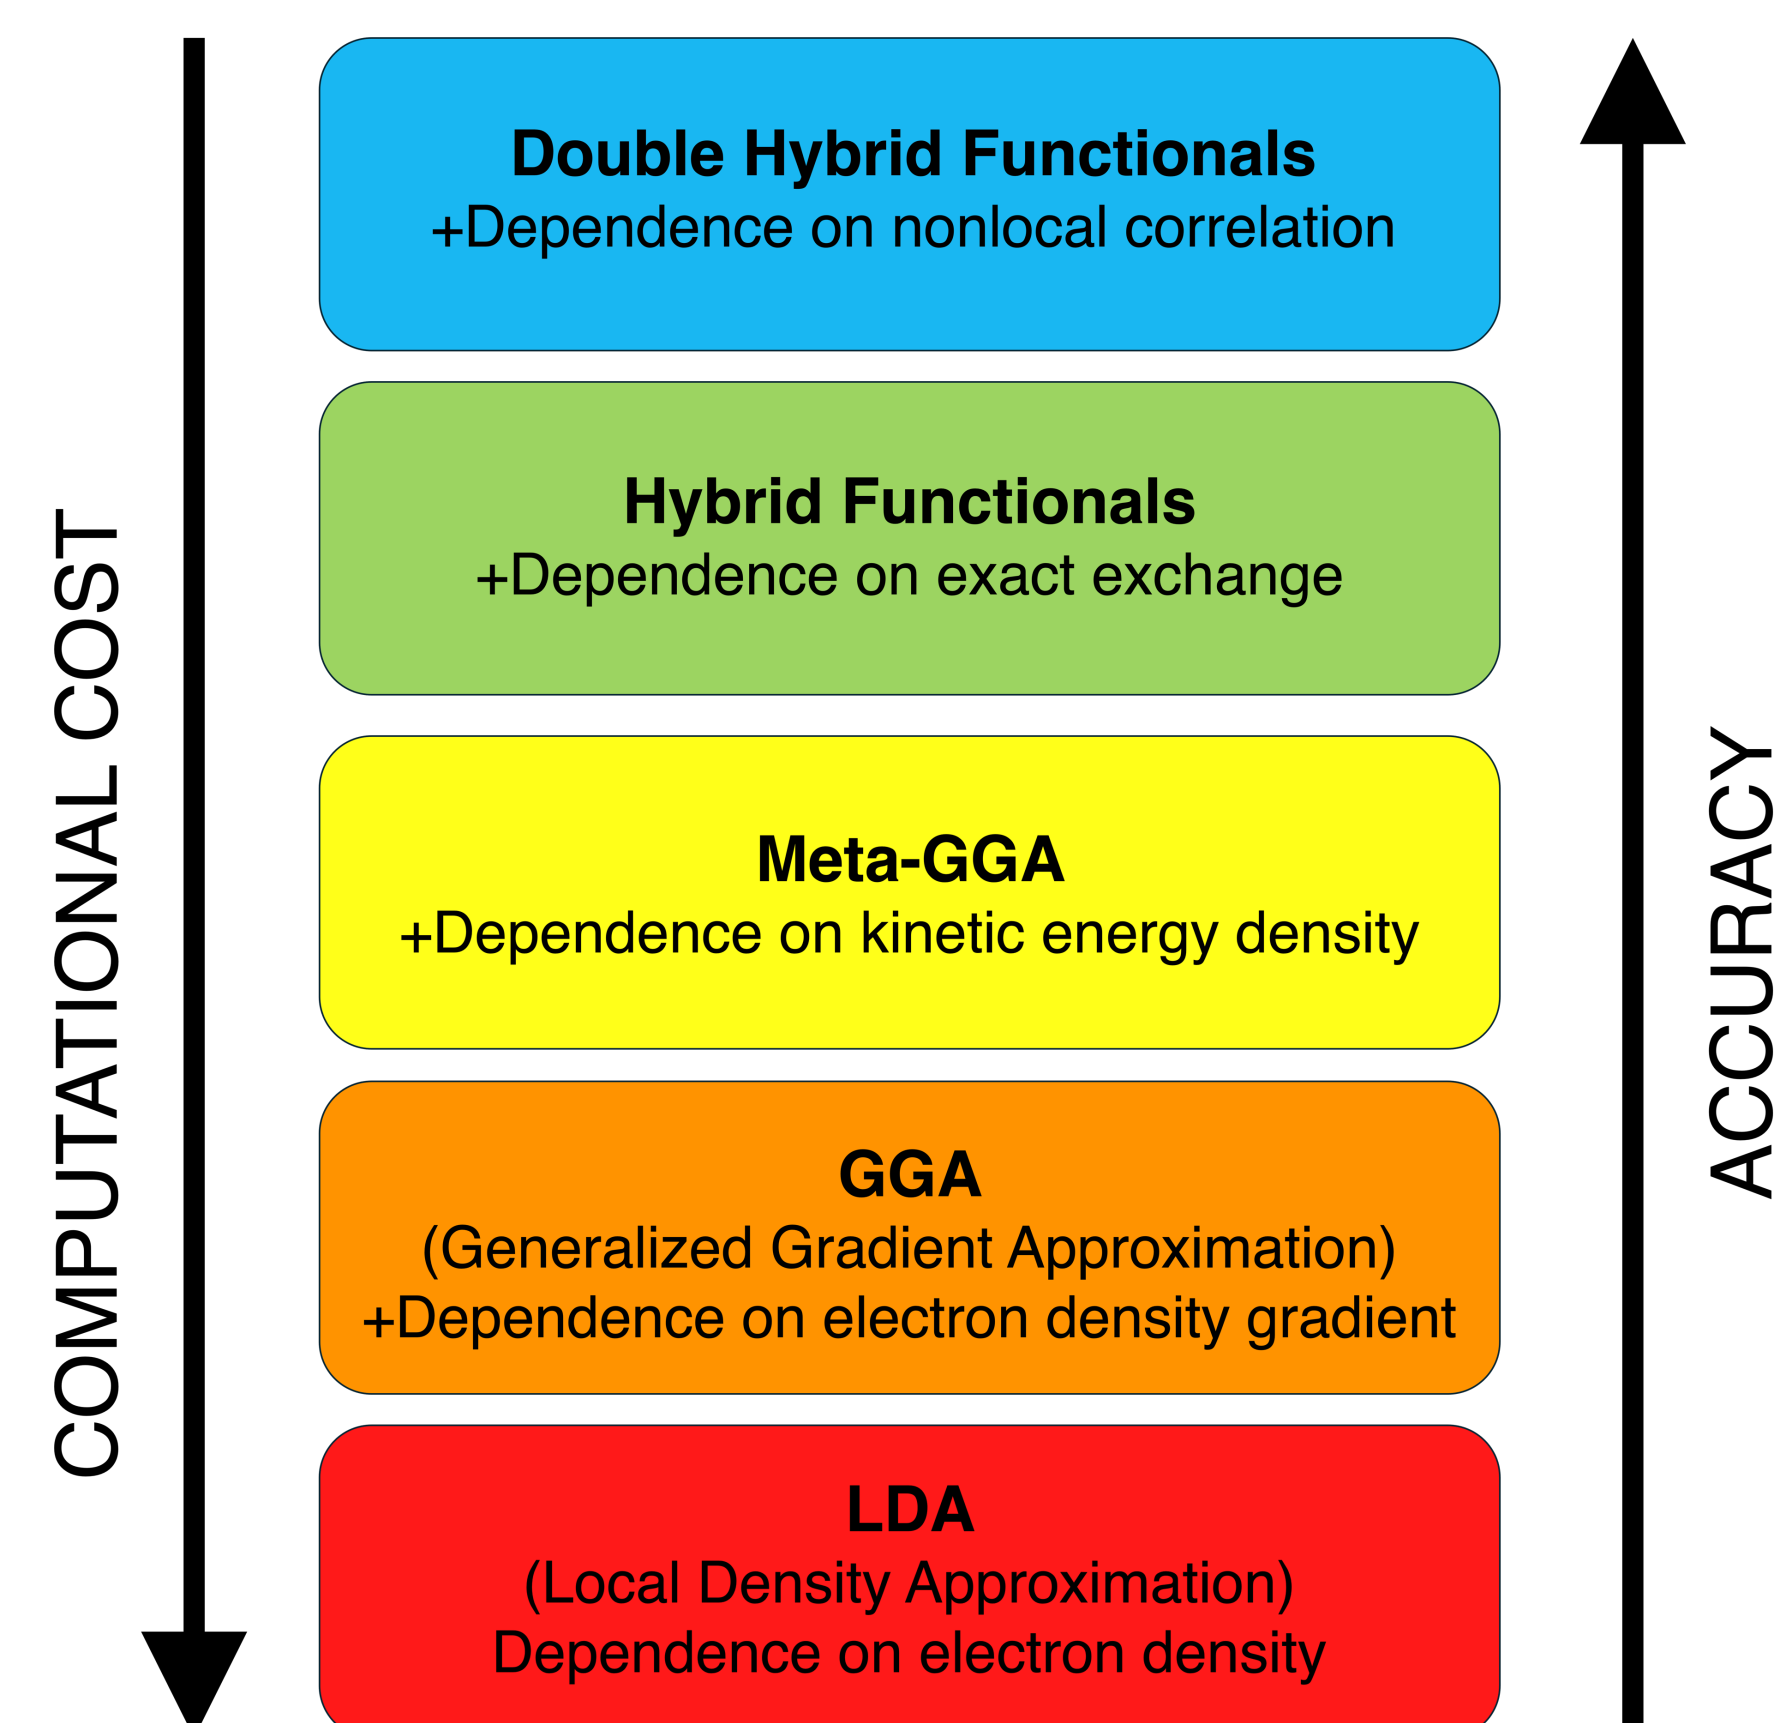 COMPUTATIONAL COST
Double Hybrid Functionals
+Dependence on nonlocal correlation
Hybrid Functionals
+Dependence on exact exchange
Meta-GGA
+Dependence on kinetic energy density
GGA
(Generalized Gradient Approximation)
+Dependence on electron density gradient
LDA
(Local Density Approximation)
Dependence on electron density
ACCURACY